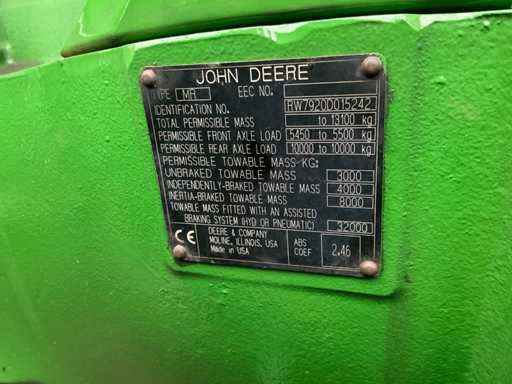 JOHN DEERE
TYPE MR EEC NO.
IDENTIFICATION NO. RW7920D015242
TOTAL PERMISSIBLE MASS to 13100 kg
PERMISSIBLE FRONT AXLE LOAD 5450 to 5500 kg
PERMISSIBLE REAR AXLE LOAD 10000 to 10000 kg
PERMISSIBLE TOWABLE MASS-KG:
UNBRAKED TOWABLE MASS 3000
INDEPENDENTLY-BRAKED TOWABLE MASS 4000
INERTIA-BRAKED TOWABLE MASS 8000
TOWABLE MASS FITTED WITH AN ASSISTED
BRAKING SYSTEM (HYD OR PNEUMATIC) 32000
CE DEERE & COMPANY
MOLINE, ILLINOIS, USA
Made in USA
ABS
COEF 2.46